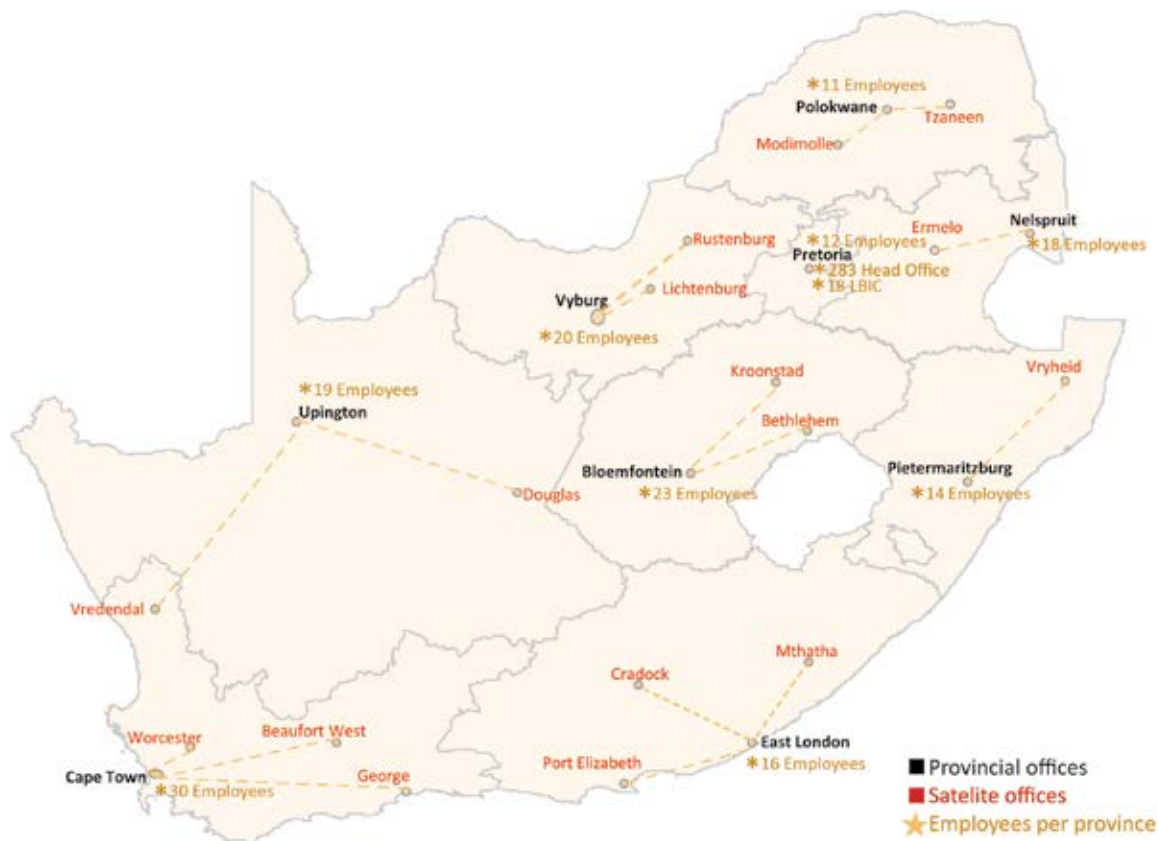 *11 Employees
Polokwane
Tzaneen
Modimolle
Nelspruit
*18 Employees
Ermelo
*12 Employees
Pretoria
*283 Head Office
*18 LBIC
Rustenburg
Lichtenburg
Vyburg
*20 Employees
Kroonstad
Vryheid
*19 Employees
Upington
Bethlehem
Bloemfontein
*23 Employees
Pietermaritzburg
*14 Employees
Douglas
Vredendal
Mthatha
Cradock
Worcester
Beaufort West
East London
*16 Employees
Port Elizabeth
Cape Town
*30 Employees
George
Provincial offices
Satelite offices
Employees per province